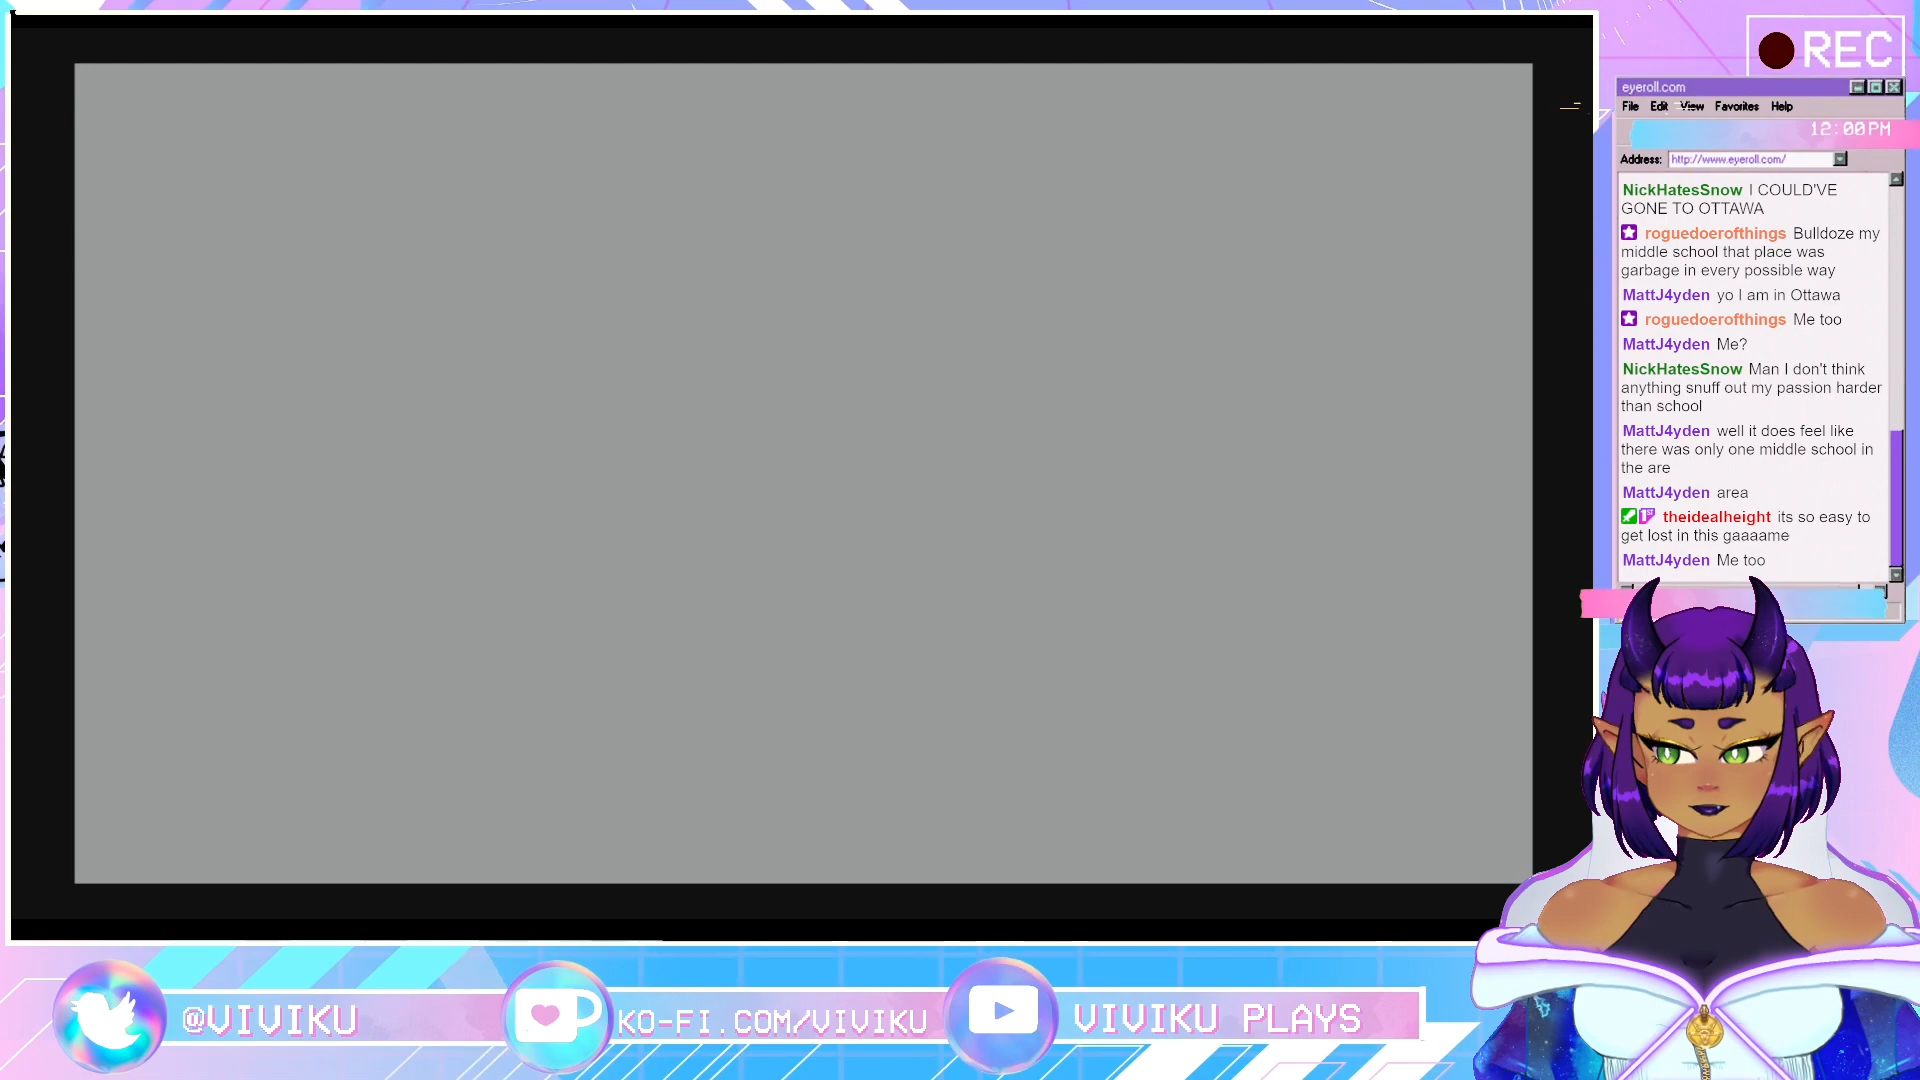 REC
eyeroll.com
File Edit View Favorites Help
12:00PM
Address: http://www.eyeroll.com/
NickHatesSnow I COULD'VE
GONE TO OTTAWA
roguedoerofthings Bulldoze my
middle school that place was
garbage in every possible way
MattJ4yden yo I am in Ottawa
roguedoerofthings Me too
MattJ4yden Me?
NickHatesSnow Man I don't think
anything snuff out my passion harder
than school
MattJ4yden well it does feel like
there was only one middle school in
the are
MattJ4yden area
theidealheight its so easy to
get lost in this gaaaame
MattJ4yden Me too
@VIVIKU
KO-FI.COM/VIVIKU
VIVIKU PLAYS